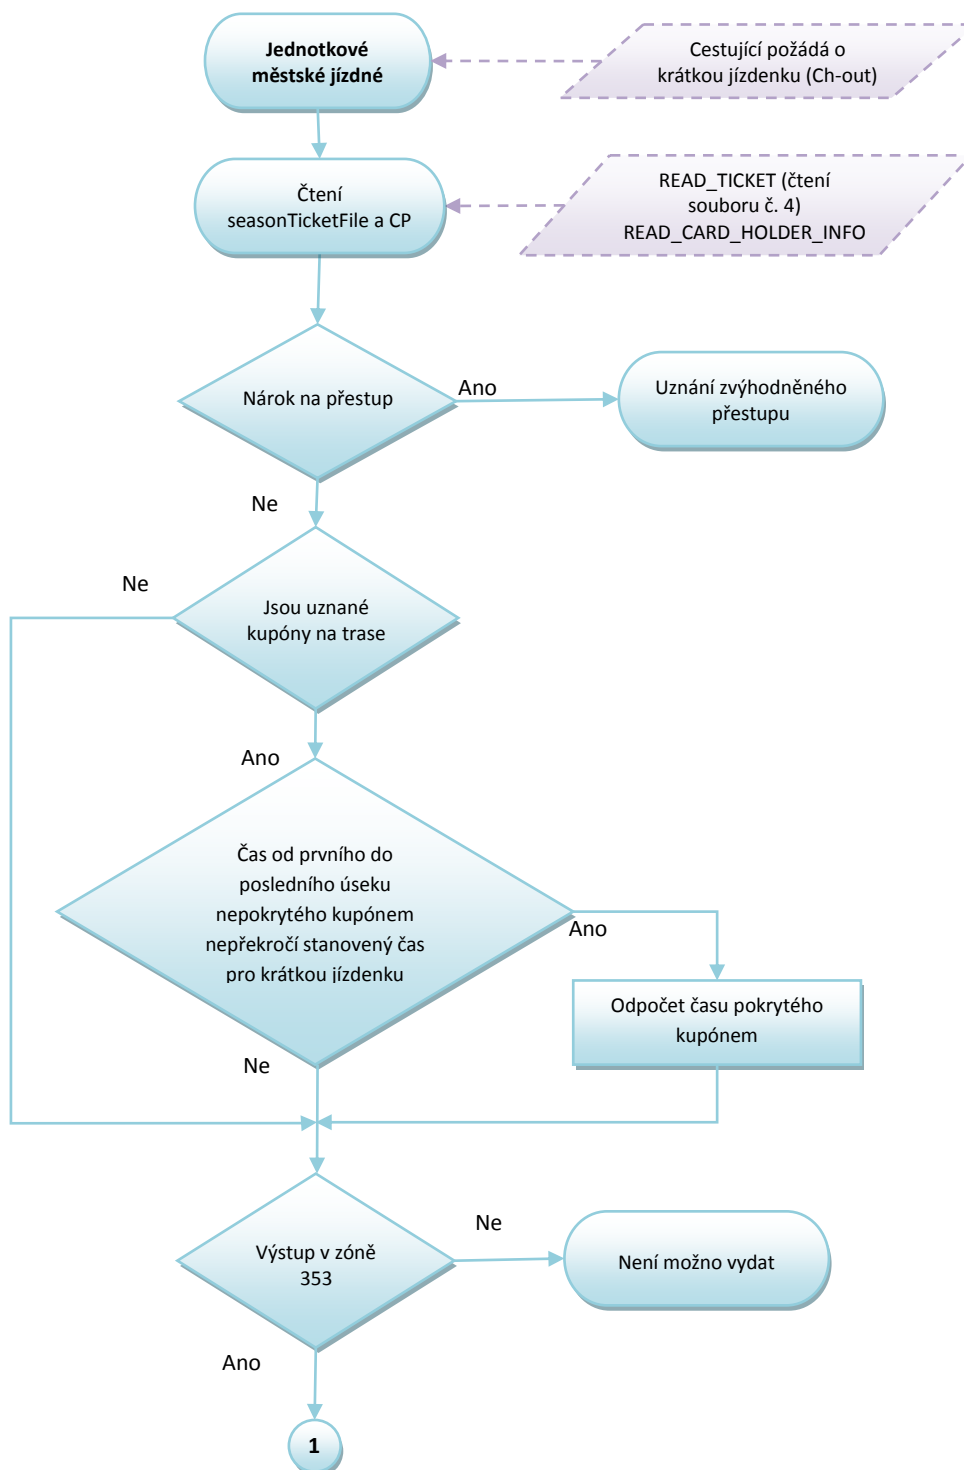 Jednotkové
městské jízdné
Cestující požádá o
krátkou jízdenku (Ch-out)
Čtení
seasonTicketFile a CP
READ_TICKET (čtení
souboru č. 4)
READ_CARD_HOLDER_INFO
Nárok na přestup
Ano
Uznání zvýhodněného
přestupu
Ne
Ne
Jsou uznané
kupóny na trase
Ano
Čas od prvního do
posledního úseku
nepokrytého kupónem
nepřekročí stanovený čas
pro krátkou jízdenku
Ano
Odpočet času pokrytého
kupónem
Ne
Výstup v zóně
353
Ne
Není možno vydat
Ano
1